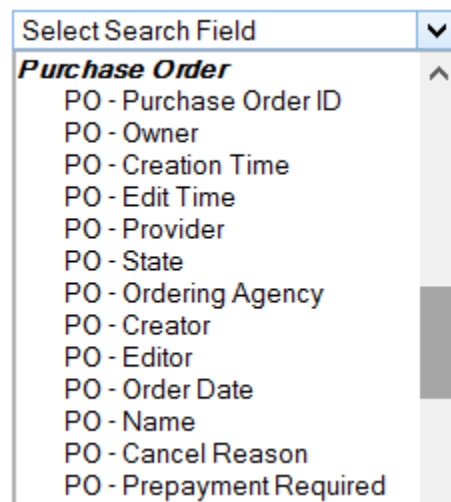 Select Search Field
Purchase Order
PO - Purchase Order ID
PO - Owner
PO - Creation Time
PO - Edit Time
PO - Provider
PO - State
PO - Ordering Agency
PO - Creator
PO - Editor
PO - Order Date
PO - Name
PO - Cancel Reason
PO - Prepayment Required